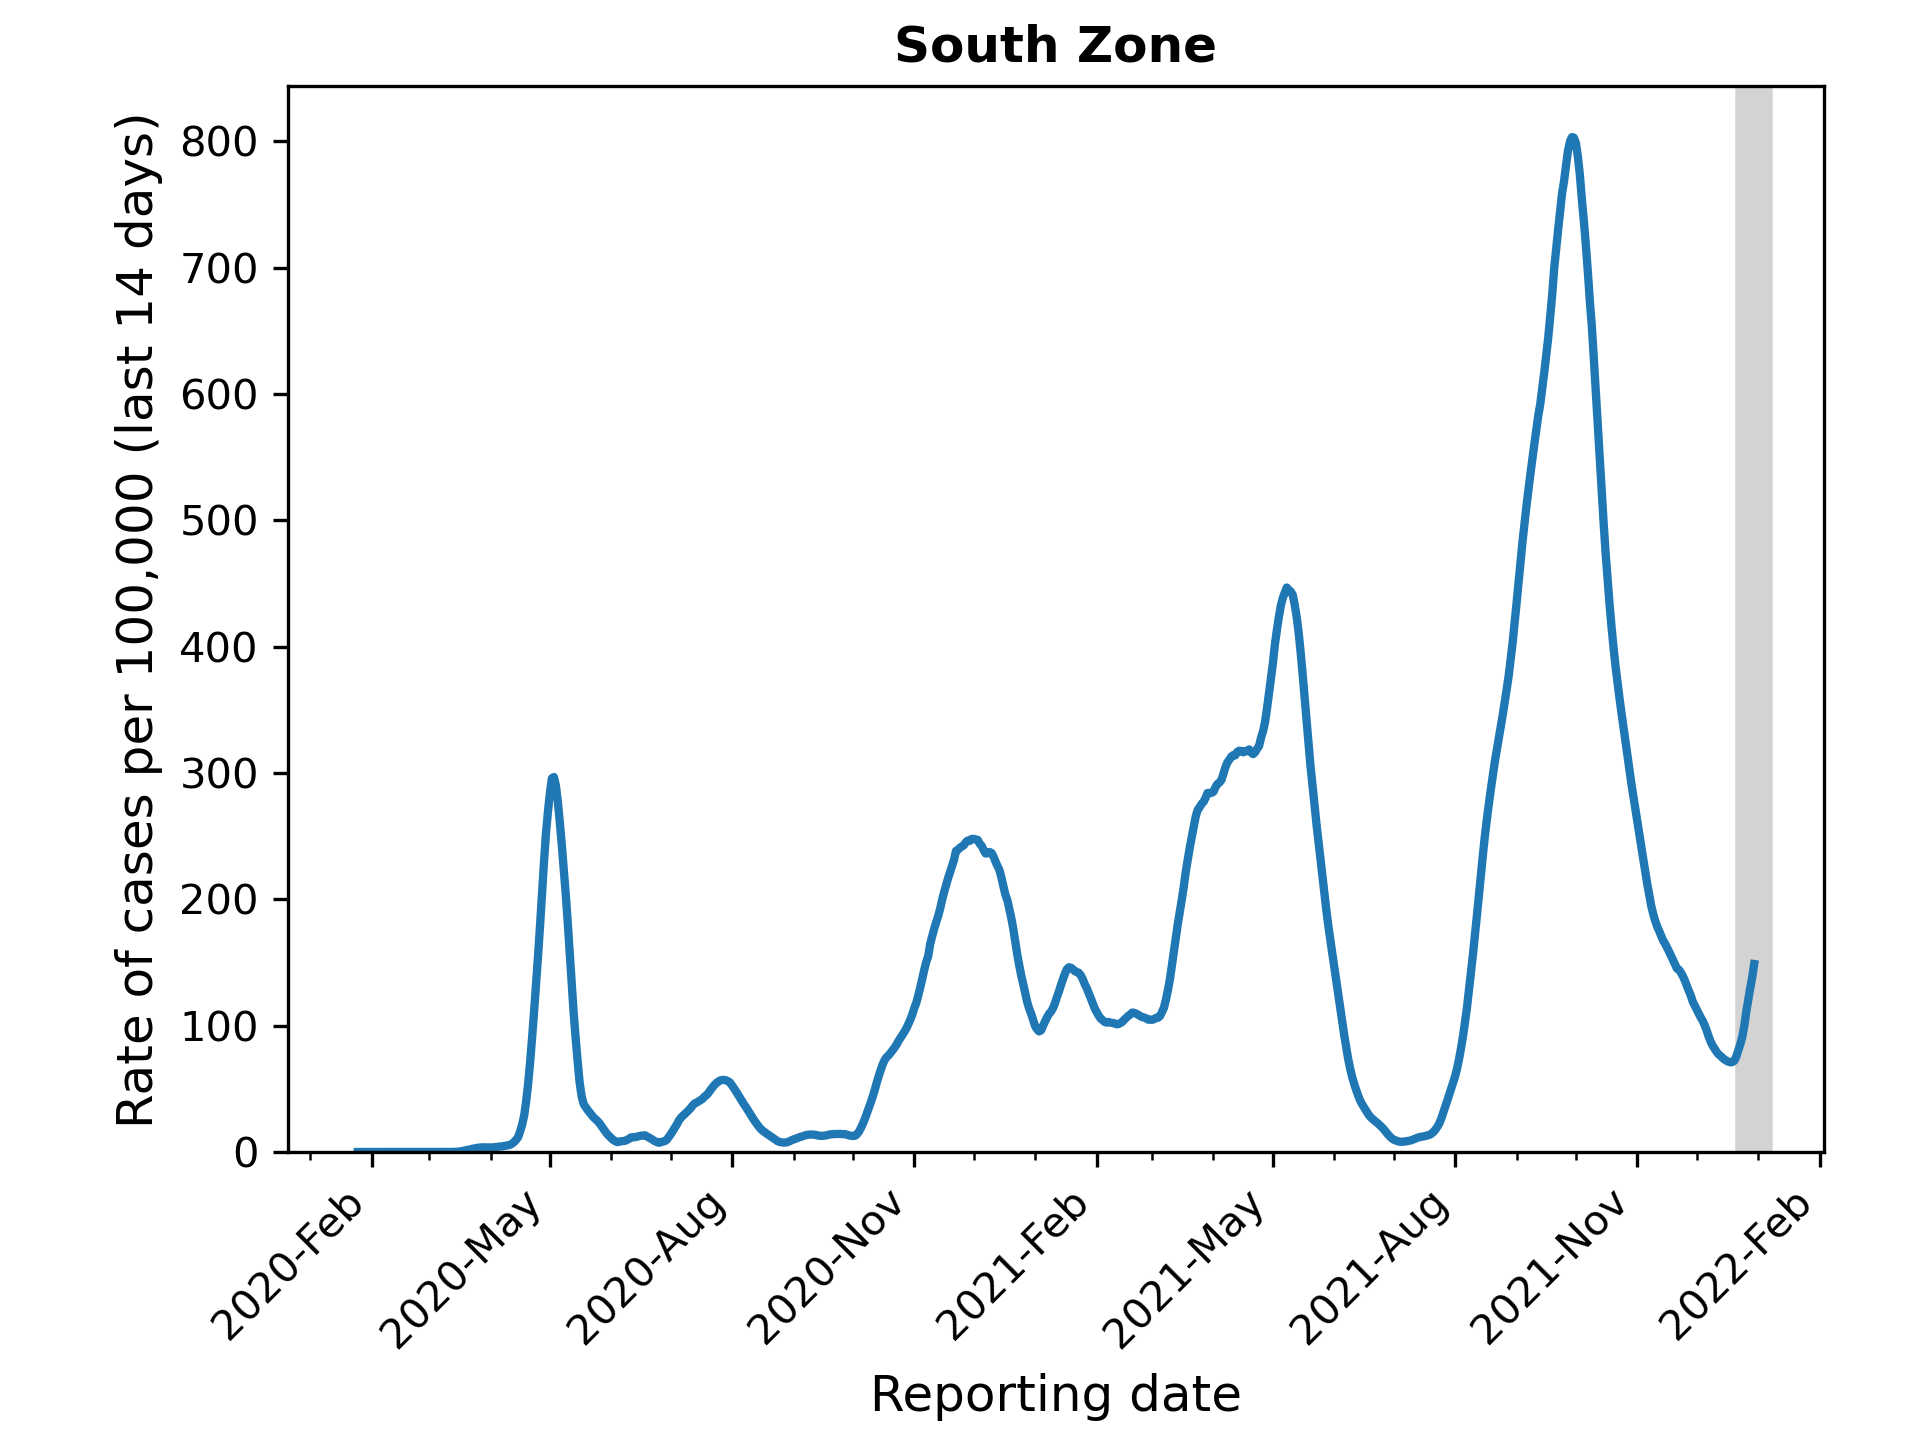 South Zone
Rate of cases per 100,000 (last 14 days)
800
700
600
500
400
300
200
100
0
2020-Feb
2020-May
2020-Aug
2020-Nov
2021-Feb
2021-May
2021-Aug
2021-Nov
2022-Feb
Reporting date